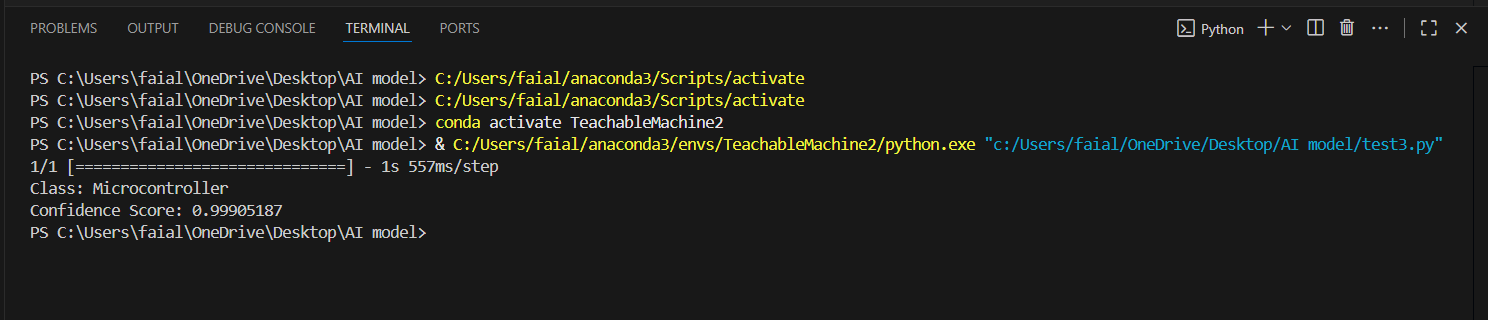 PROBLEMS OUTPUT DEBUG CONSOLE TERMINAL PORTS Python
PS C:\Users\faial\OneDrive\Desktop\AI model> C:/Users/faial/anaconda3/Scripts/activate
PS C:\Users\faial\OneDrive\Desktop\AI model> C:/Users/faial/anaconda3/Scripts/activate
PS C:\Users\faial\OneDrive\Desktop\AI model> conda activate TeachableMachine2
PS C:\Users\faial\OneDrive\Desktop\AI model> & C:/Users/faial/anaconda3/envs/TeachableMachine2/python.exe "c:/Users/faial/OneDrive/Desktop/AI model/test3.py"
1/1 [==============================] - 1s 557ms/step
Class: Microcontroller
Confidence Score: 0.99905187
PS C:\Users\faial\OneDrive\Desktop\AI model>